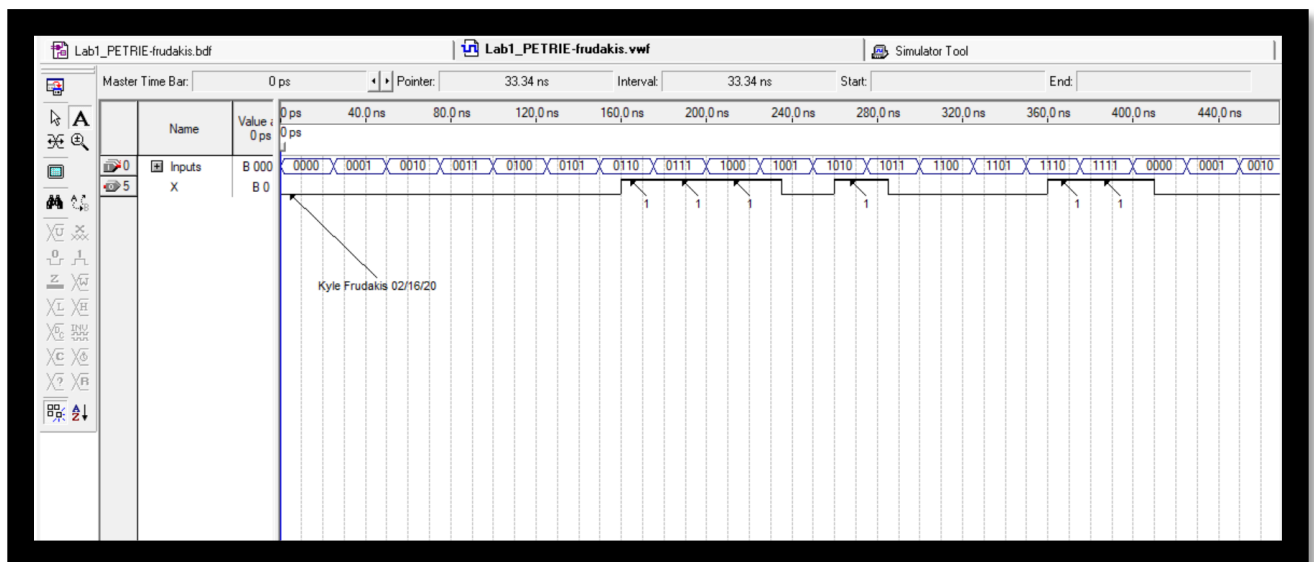 Lab1_PETRIE-frudakis.bdf Lab1_PETRIE-frudakis.vwf Simulator Tool
Master Time Bar: 0 ps Pointer: 33.34 ns Interval: 33.34 ns Start: End:
A Name Value a 0 ps 40.0 ns 80.0 ns 120.0 ns 160.0 ns 200.0 ns 240.0 ns 280.0 ns 320.0 ns 360.0 ns 400.0 ns 440.0 ns
0 ps 0 ps
0 Inputs B 000 0000 0001 0010 0011 0100 0101 0110 0111 1000 1001 1010 1011 1100 1101 1110 1111 0000 0001 0010
5 X B 0
1 1 1 1 1 1
Kyle Frudakis 02/16/20